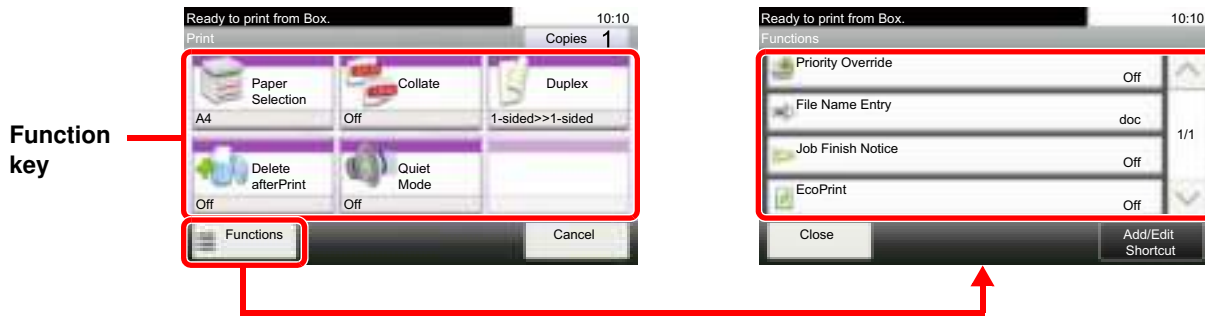 Ready to print from Box.
10:10
Print
Copies 1
Paper
Selection
A4
Collate
Off
Duplex
1-sided>>1-sided
Delete
afterPrint
Off
Quiet
Mode
Off
Functions
Cancel
Function
key
Ready to print from Box.
10:10
Functions
Priority Override
Off
File Name Entry
doc
1/1
Job Finish Notice
Off
EcoPrint
Off
Close
Add/Edit
Shortcut